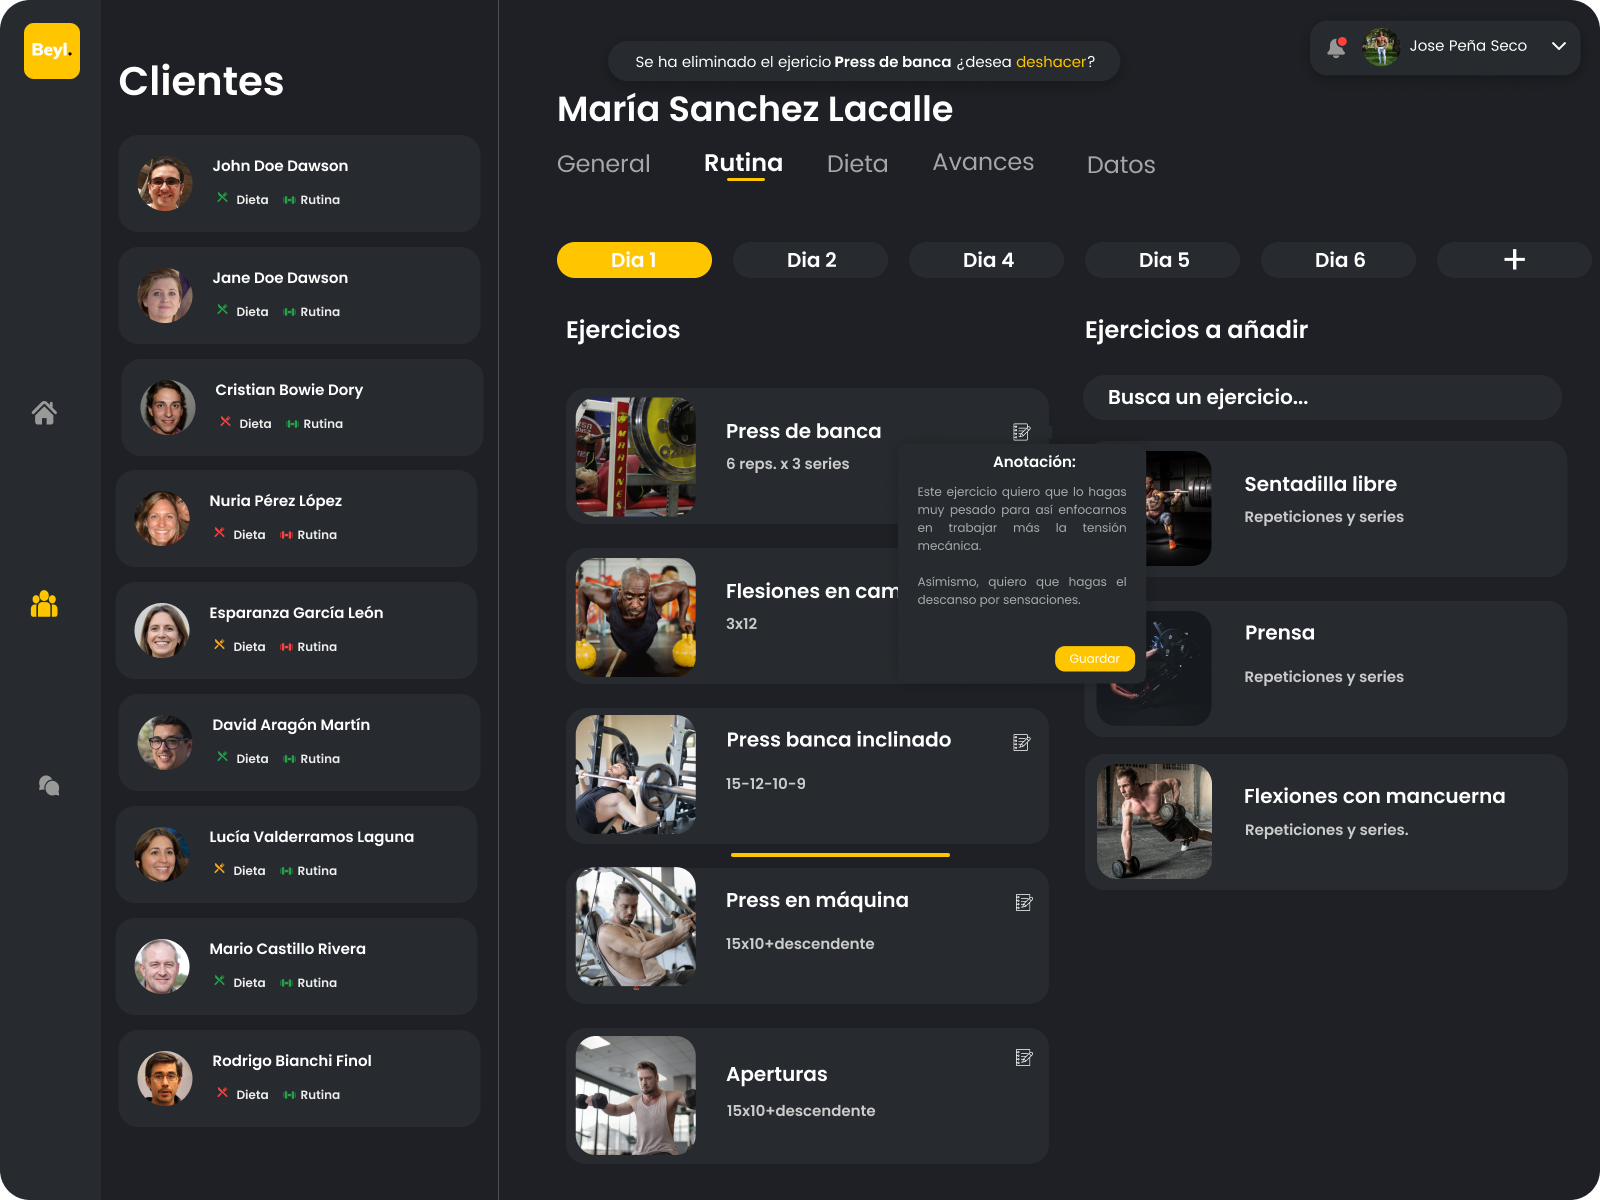 Beyl.
Clientes
John Doe Dawson
Dieta Rutina
Jane Doe Dawson
Dieta Rutina
Cristian Bowie Dory
Dieta Rutina
Nuria Pérez López
Dieta Rutina
Esperanza García León
Dieta Rutina
David Aragón Martín
Dieta Rutina
Lucía Valderramos Laguna
Dieta Rutina
Mario Castillo Rivera
Dieta Rutina
Rodrigo Bianchi Finol
Dieta Rutina
Se ha eliminado el ejericio Press de banca ¿desea deshacer?
Jose Peña Seco
María Sanchez Lacalle
General Rutina Dieta Avances Datos
Dia 1 Dia 2 Dia 4 Dia 5 Dia 6 +
Ejercicios
Press de banca
6 reps. x 3 series
MARINES
Anotación:
Este ejercicio quiero que lo hagas
muy pesado para así enfocarnos
en trabajar más la tensión
mecánica.
Asímismo, quiero que hagas el
descanso por sensaciones.
Guardar
Flesiones en cam
3x12
Press banca inclinado
15-12-10-9
Press en máquina
15x10+descendente
Aperturas
15x10+descendente
Ejercicios a añadir
Busca un ejercicio...
Sentadilla libre
Repeticiones y series
Prensa
Repeticiones y series
Flexiones con mancuerna
Repeticiones y series.